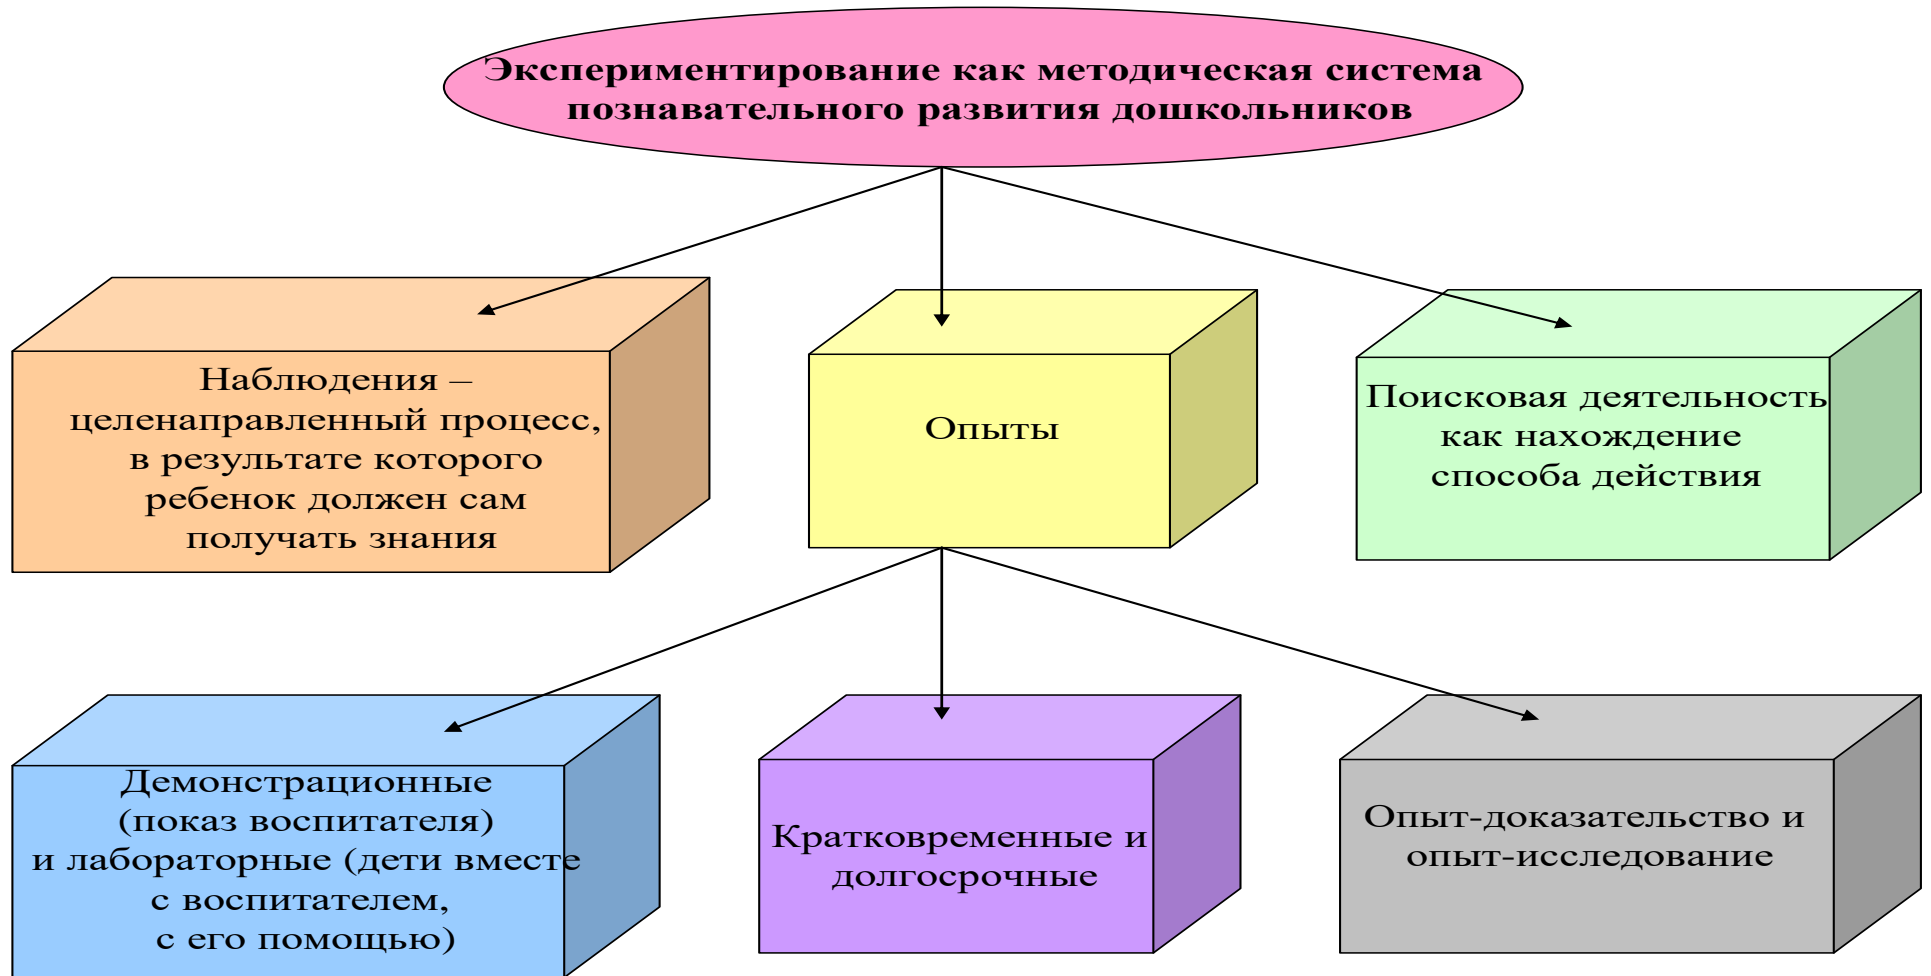 Экспериментирование как методическая система
познавательного развития дошкольников
Наблюдения –
целенаправленный процесс,
в результате которого
ребенок должен сам
получать знания
Опыты
Поисковая деятельность
как нахождение
способа действия
Демонстрационные
(показ воспитателя)
и лабораторные (дети вместе
с воспитателем,
с его помощью)
Кратковременные и
долгосрочные
Опыт-доказательство и
опыт-исследование